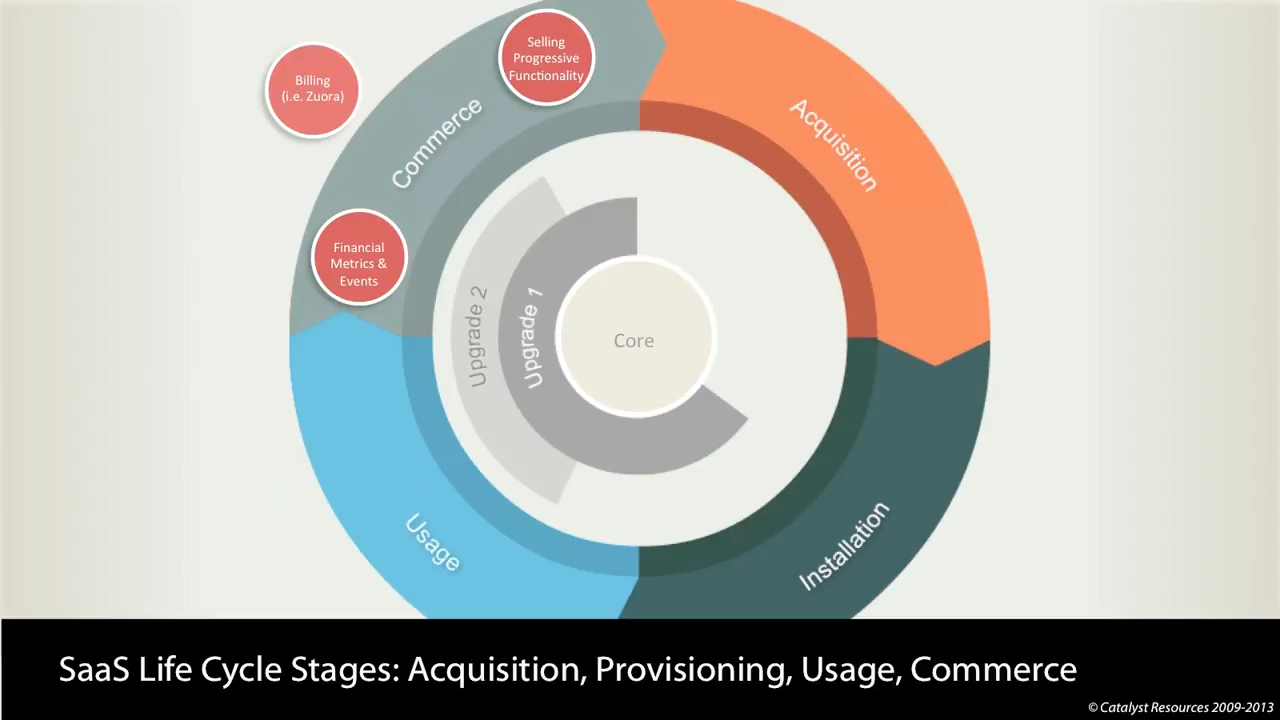 Selling
Progressive
Functionality
Billing
(i.e. Zuora)
Commerce
Acquisition
Financial
Metrics &
Events
Upgrade 2
Upgrade 1
Core
Usage
Installation
SaaS Life Cycle Stages: Acquisition, Provisioning, Usage, Commerce
© Catalyst Resources 2009-2013